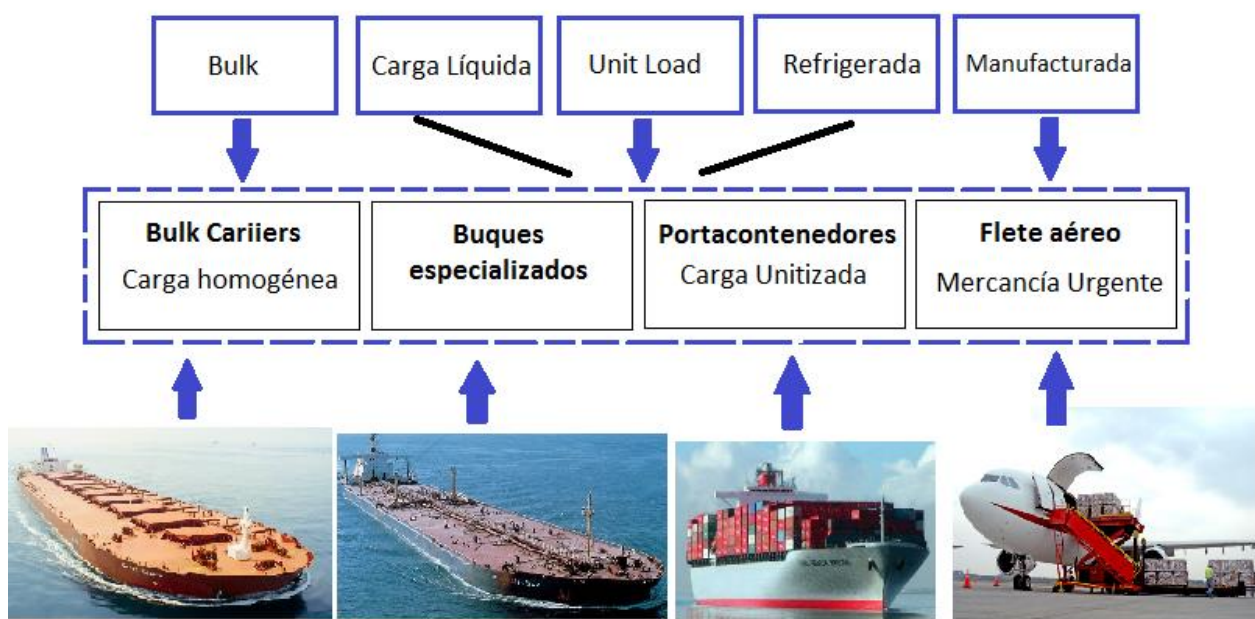 Bulk
Carga Líquida
Unit Load
Refrigerada
Manufacturada
Bulk Cariiers
Carga homogénea
Buques
especializados
Portacontenedores
Carga Unitizada
Flete aéreo
Mercancía Urgente